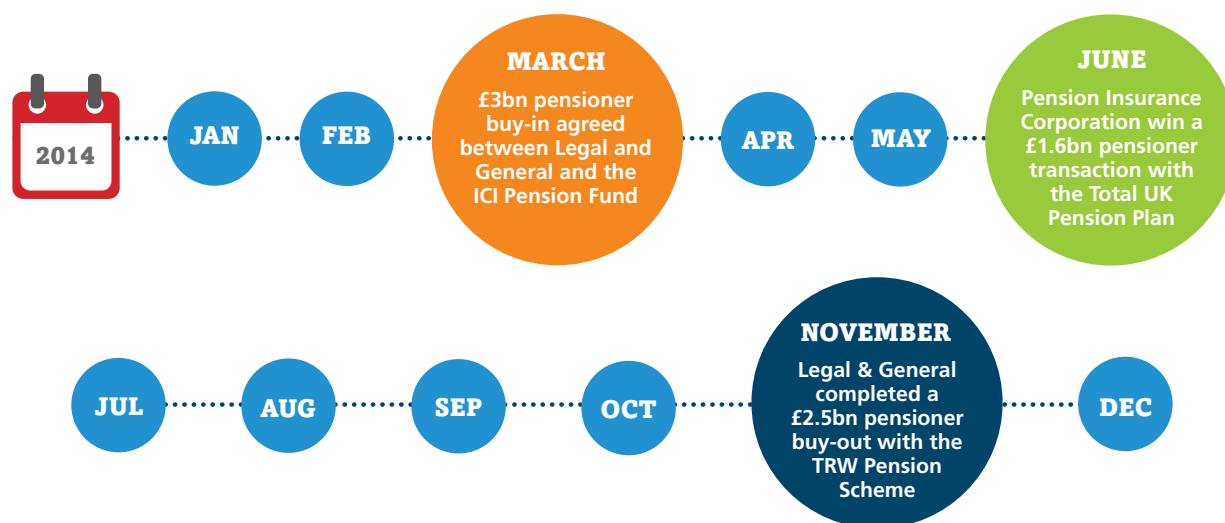 2014
JAN
FEB
MARCH
£3bn pensioner
buy-in agreed
between Legal and
General and the
ICI Pension Fund
APR
MAY
JUNE
Pension Insurance
Corporation win a
£1.6bn pensioner
transaction with
the Total UK
Pension Plan
JUL
AUG
SEP
OCT
NOVEMBER
Legal & General
completed a
£2.5bn pensioner
buy-out with the
TRW Pension
Scheme
DEC